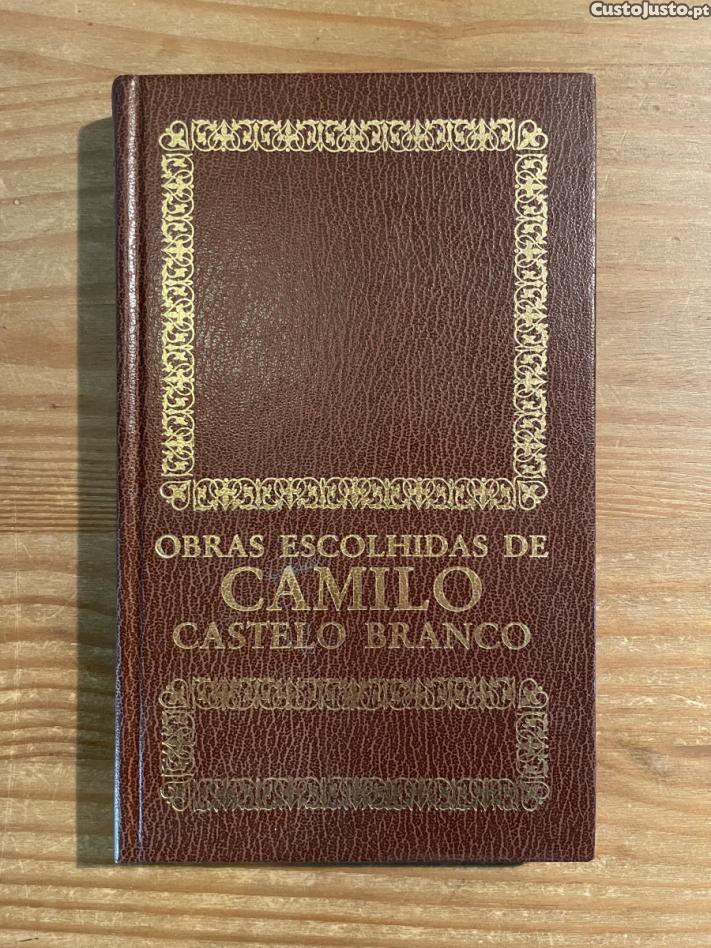 CustoJusto.pt
OBRAS ESCOLHIDAS DE
CAMILO
CASTELO BRANCO